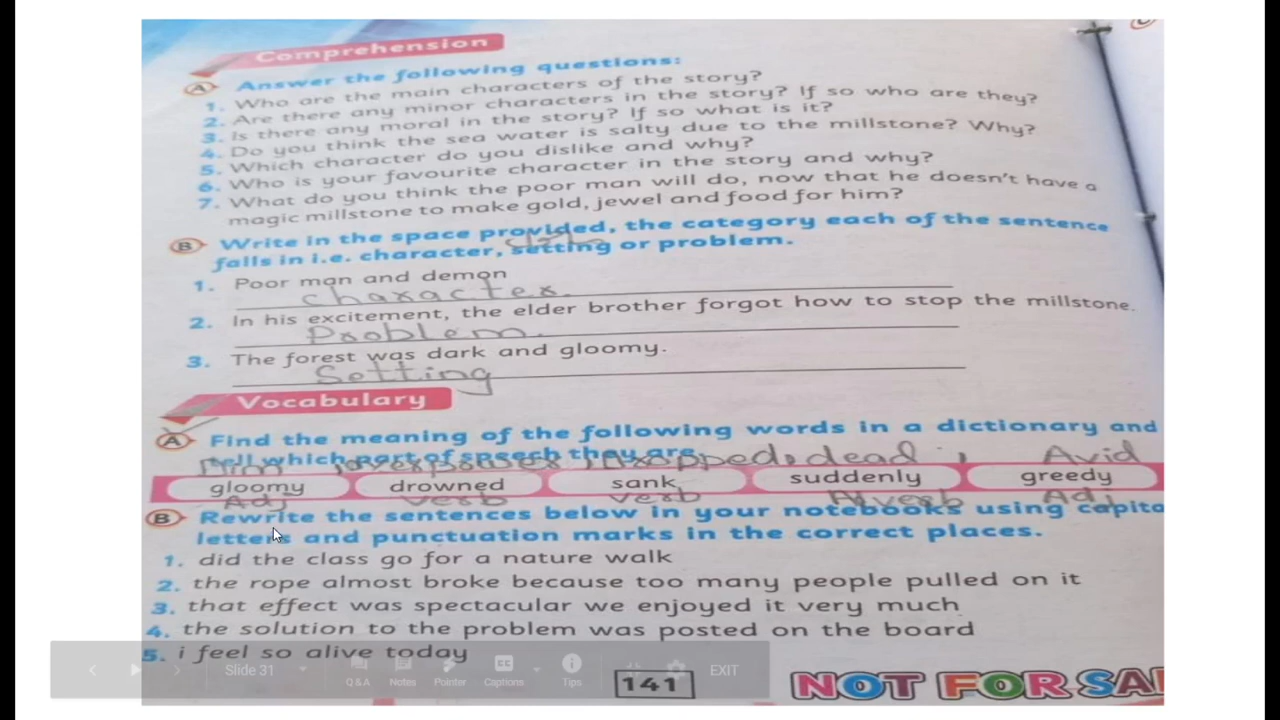 Comprehension
A Answer the following questions:
1. Who are the main characters of the story?
2. Are there any minor characters in the story? If so who are they?
3. Is there any moral in the story? If so what is it?
4. Do you think the sea water is salty due to the millstone? Why?
5. Which character do you dislike and why?
6. Who is your favourite character in the story and why?
7. What do you think the poor man will do, now that he doesn't have a
magic millstone to make gold, jewel and food for him?
B Write in the space provided, the category each of the sentence
falls in i.e. character, setting or problem.
1. Poor man and demon
Character
2. In his excitement, the elder brother forgot how to stop the millstone.
Problem.
3. The forest was dark and gloomy.
Setting
Vocabulary
A Find the meaning of the following words in a dictionary and
tell which part of speech they are.
overpower, dropped, dead, Avid
gloomy drowned sank suddenly greedy
Adj verb verb Adverb Adj
B Rewrite the sentences below in your notebooks using capita
letters and punctuation marks in the correct places.
1. did the class go for a nature walk
2. the rope almost broke because too many people pulled on it
3. that effect was spectacular we enjoyed it very much
4. the solution to the problem was posted on the board
5. i feel so alive today
Slide 31 Q & A Notes Pointer Captions Tips EXIT
141
NOT FOR SA